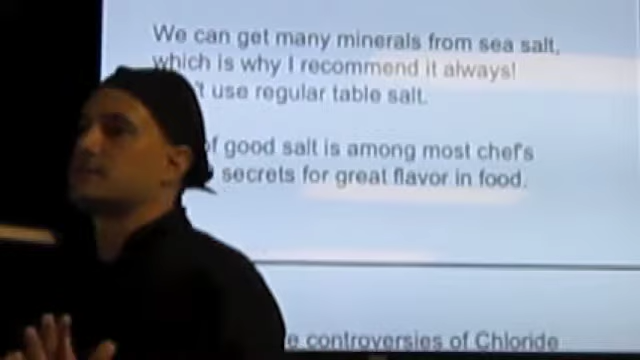 We can get many minerals from sea salt,
which is why I recommend it always!
't use regular table salt.
of good salt is among most chef's
secrets for great flavor in food.
e controversies of Chloride